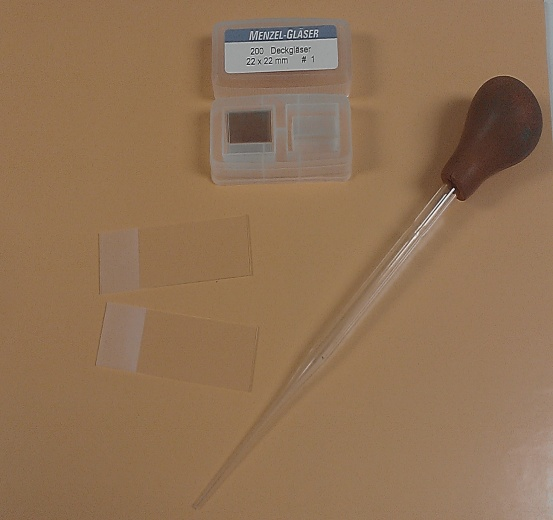 MENZEL-GLÄSER
200 Deckgläser
22 x 22 mm # 1